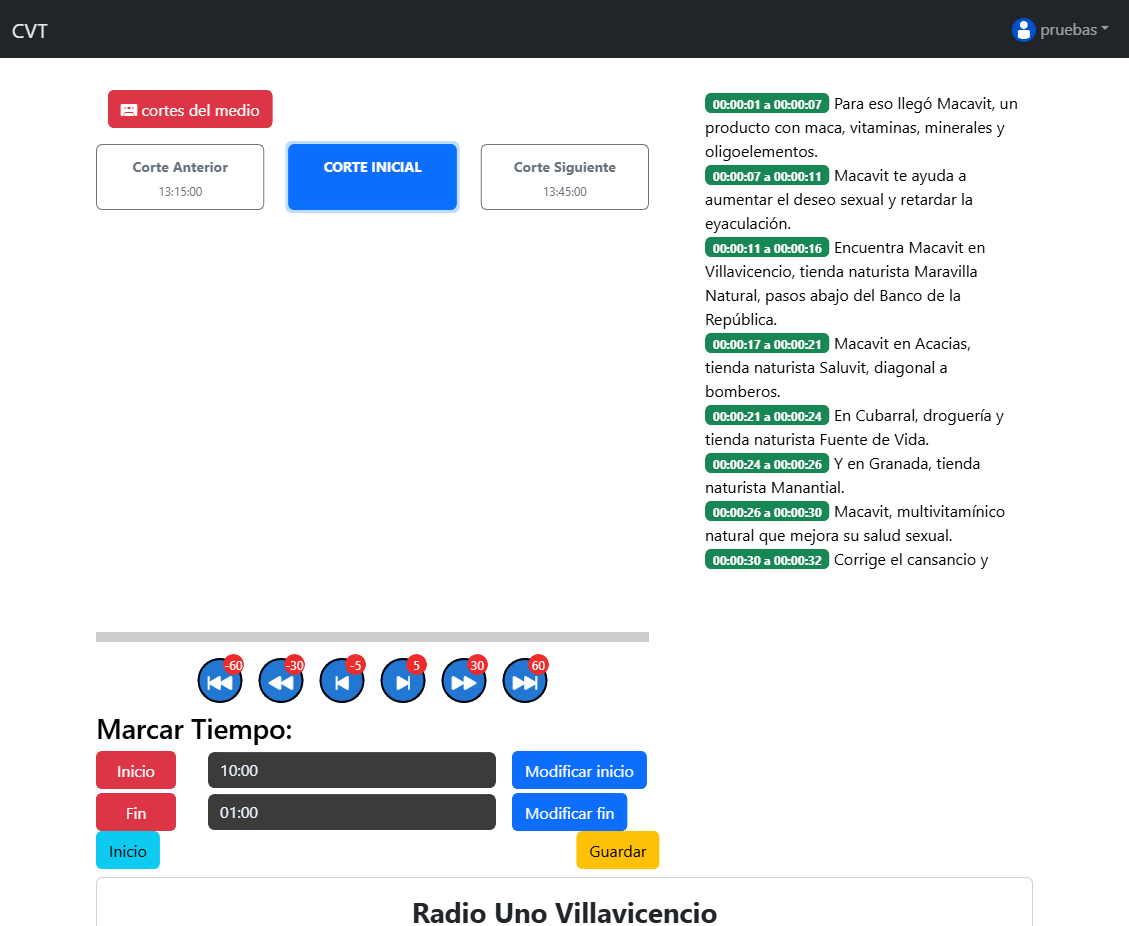 CVT
pruebas
cortes del medio
Corte Anterior
13:15:00
CORTE INICIAL
Corte Siguiente
13:45:00
00:00:01 a 00:00:07 Para eso llegó Macavit, un
producto con maca, vitaminas, minerales y
oligoelementos.
00:00:07 a 00:00:11 Macavit te ayuda a
aumentar el deseo sexual y retardar la
eyaculación.
00:00:11 a 00:00:16 Encuentra Macavit en
Villavicencio, tienda naturista Maravilla
Natural, pasos abajo del Banco de la
República.
00:00:17 a 00:00:21 Macavit en Acacias,
tienda naturista Saluvit, diagonal a
bomberos.
00:00:21 a 00:00:24 En Cubarral, droguería y
tienda naturista Fuente de Vida.
00:00:24 a 00:00:26 Y en Granada, tienda
naturista Manantial.
00:00:26 a 00:00:30 Macavit, multivitamínico
natural que mejora su salud sexual.
00:00:30 a 00:00:32 Corrige el cansancio y
-60
-30
-5
5
30
60
Marcar Tiempo:
Inicio
10:00
Modificar inicio
Fin
01:00
Modificar fin
Inicio
Guardar
Radio Uno Villavicencio